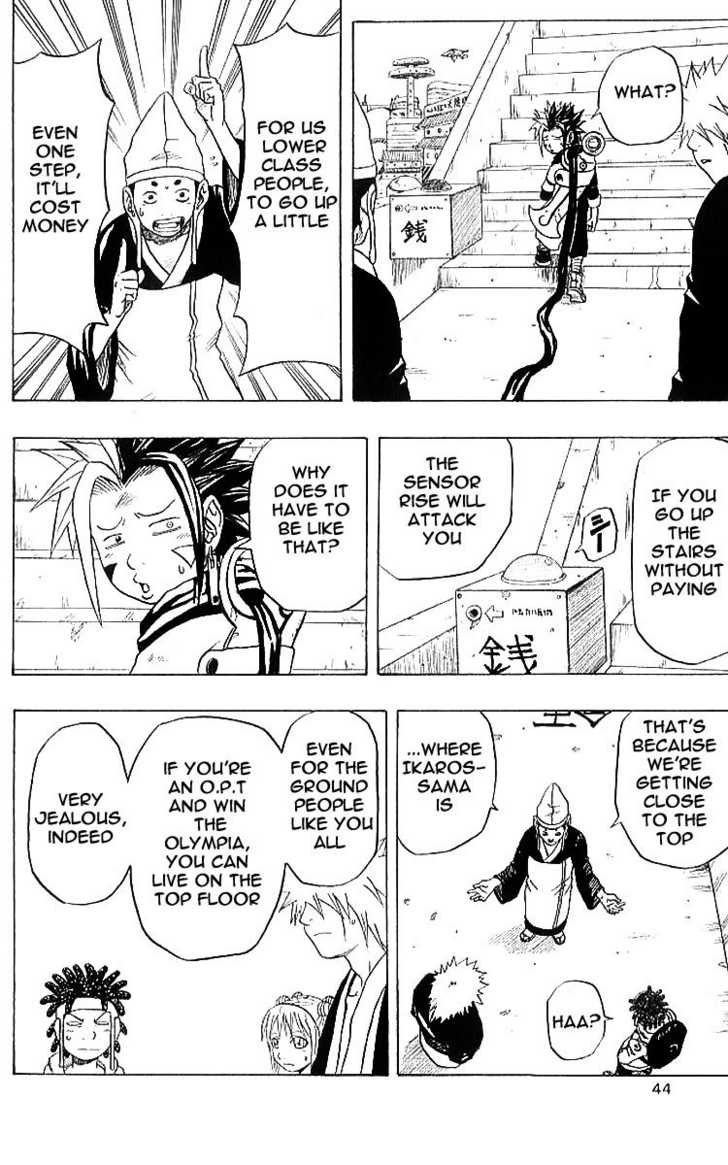 WHAT?
銭
FOR US
LOWER
CLASS
PEOPLE,
TO GO UP
A LITTLE
EVEN
ONE
STEP,
IT'LL
COST
MONEY
IF YOU
GO UP
THE
STAIRS
WITHOUT
PAYING
THE
SENSOR
RISE WILL
ATTACK
YOU
銭
WHY
DOES IT
HAVE TO
BE LIKE
THAT?
THAT'S
BECAUSE
WE'RE
GETTING
CLOSE
TO THE
TOP
...WHERE
IKAROS-
SAMA
IS
HAA?
EVEN
FOR THE
GROUND
PEOPLE
LIKE YOU
ALL
IF YOU'RE
AN O.P.T
AND WIN
THE
OLYMPIA,
YOU CAN
LIVE ON THE
TOP FLOOR
VERY
JEALOUS,
INDEED
44